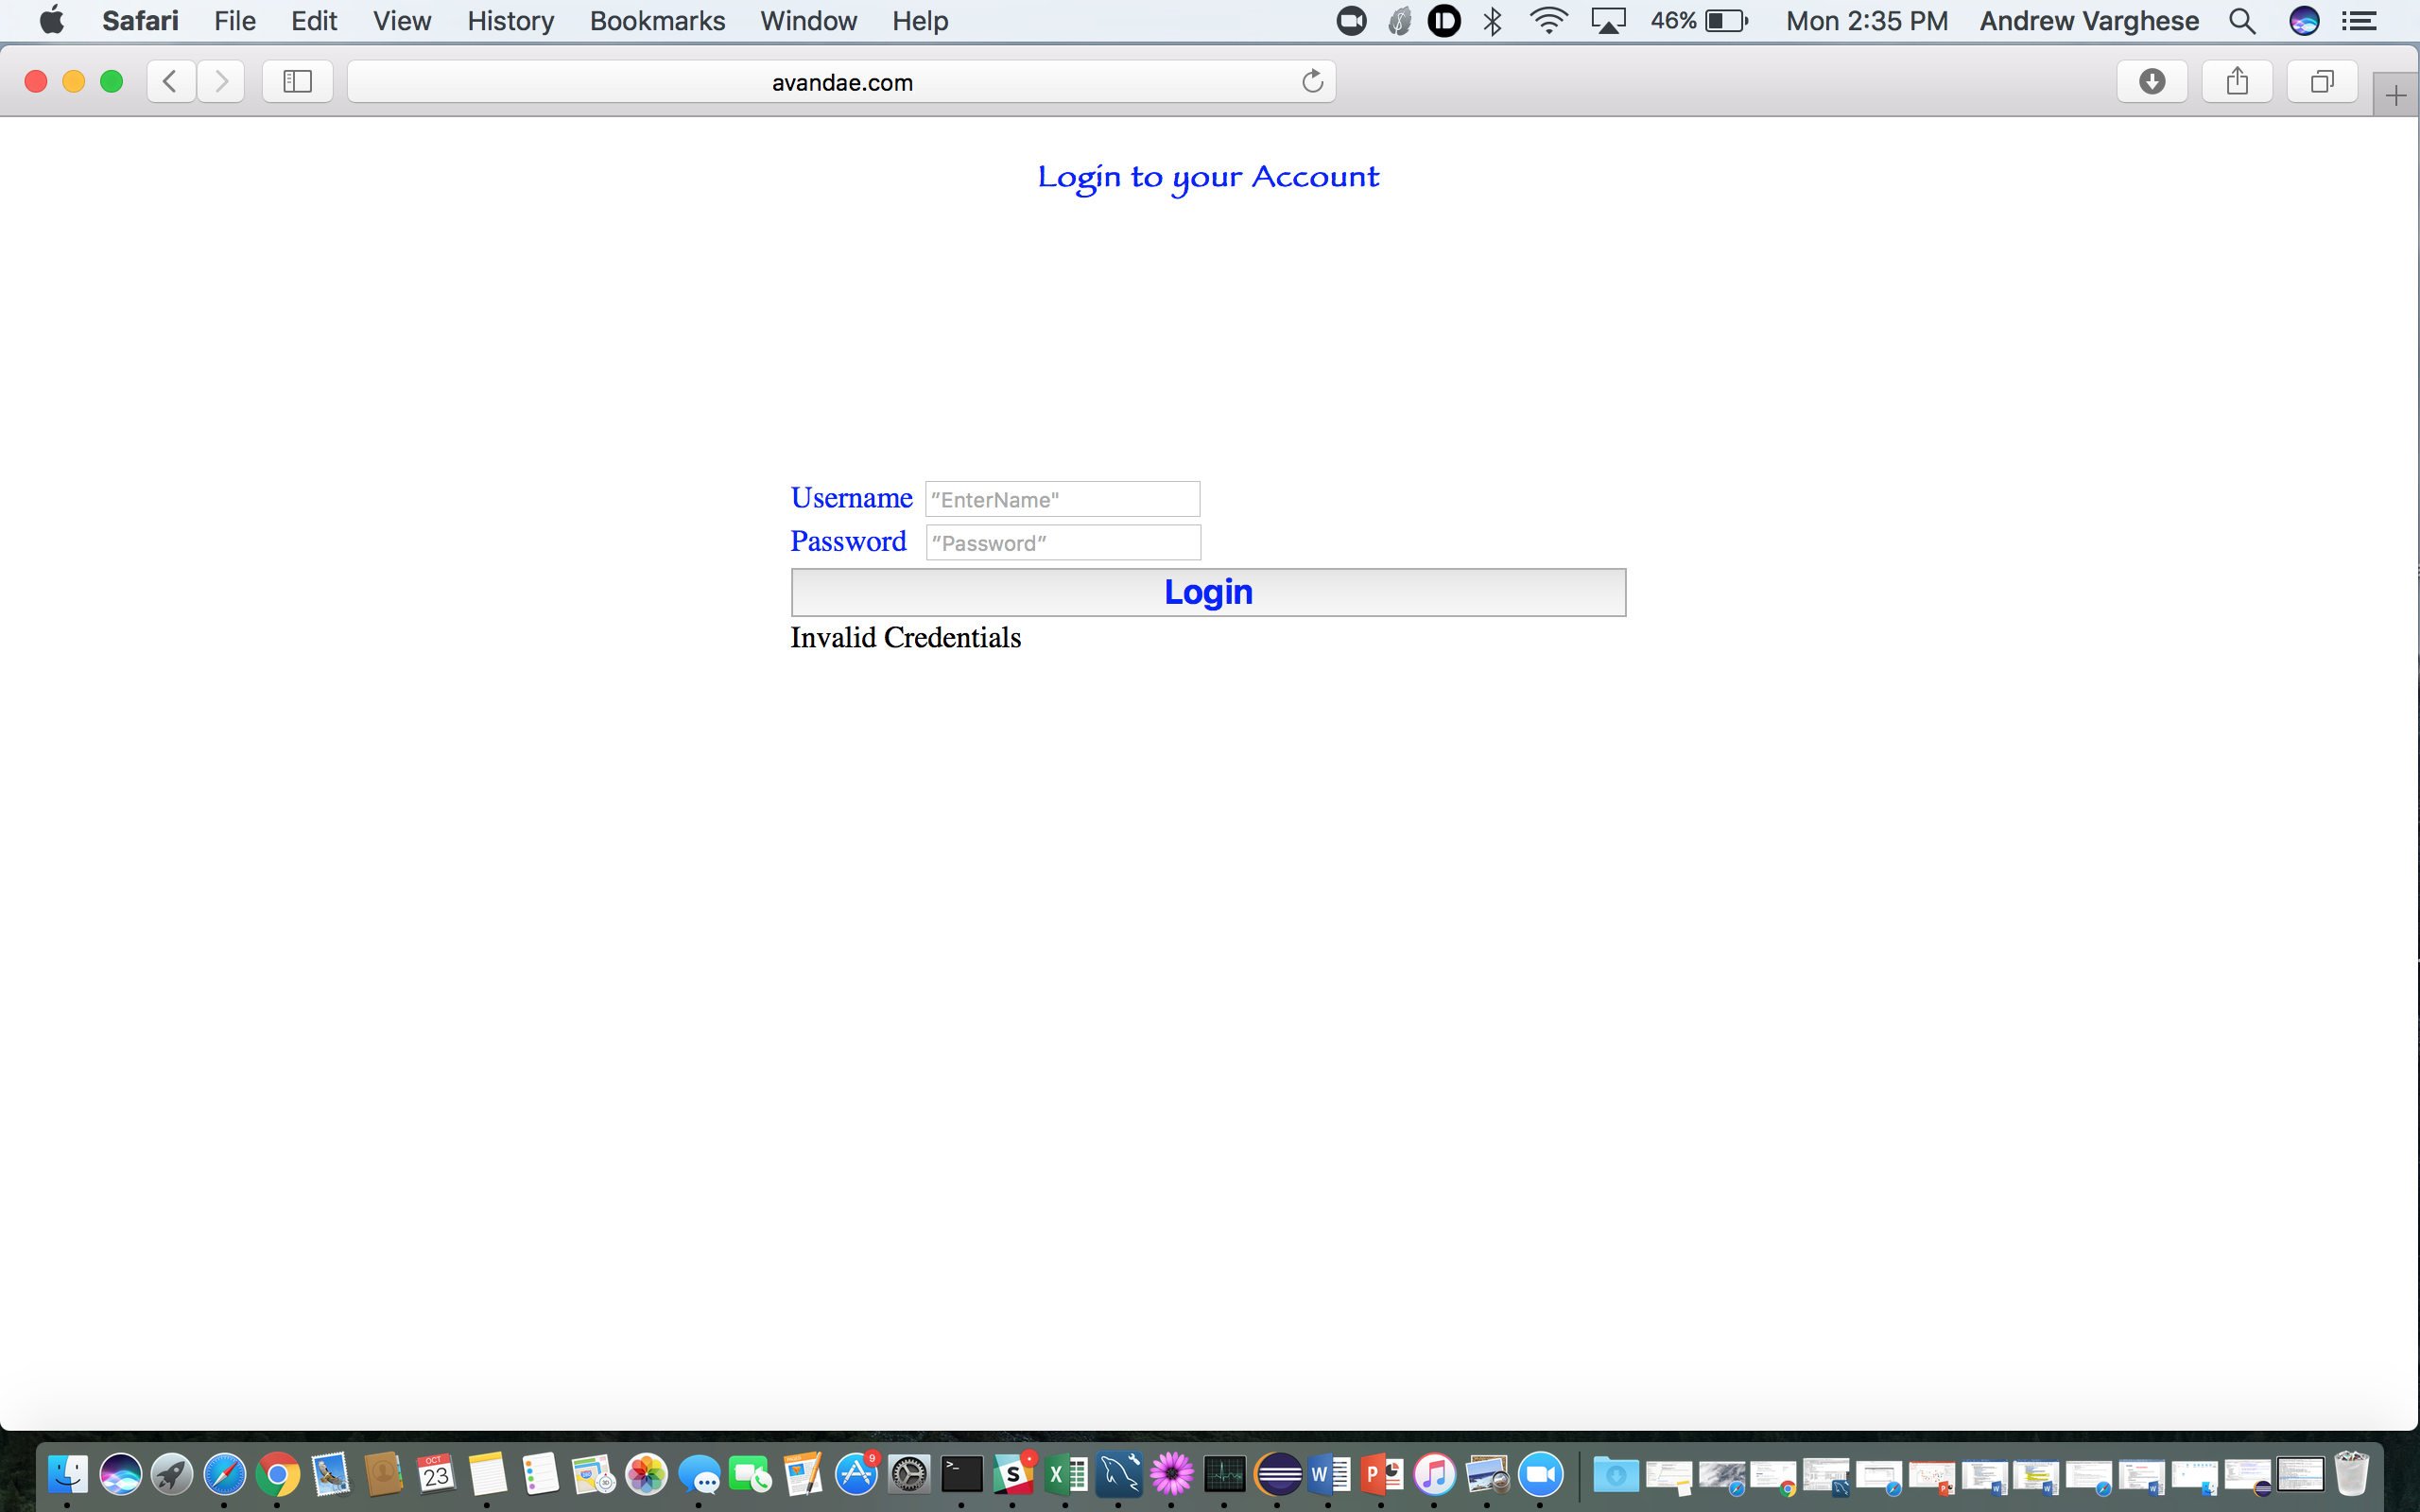 Safari File Edit View History Bookmarks Window Help 46% Mon 2:35 PM Andrew Varghese
avandae.com
Login to your Account
Username "EnterName"
Password "Password"
Login
Invalid Credentials
9
OCT
23